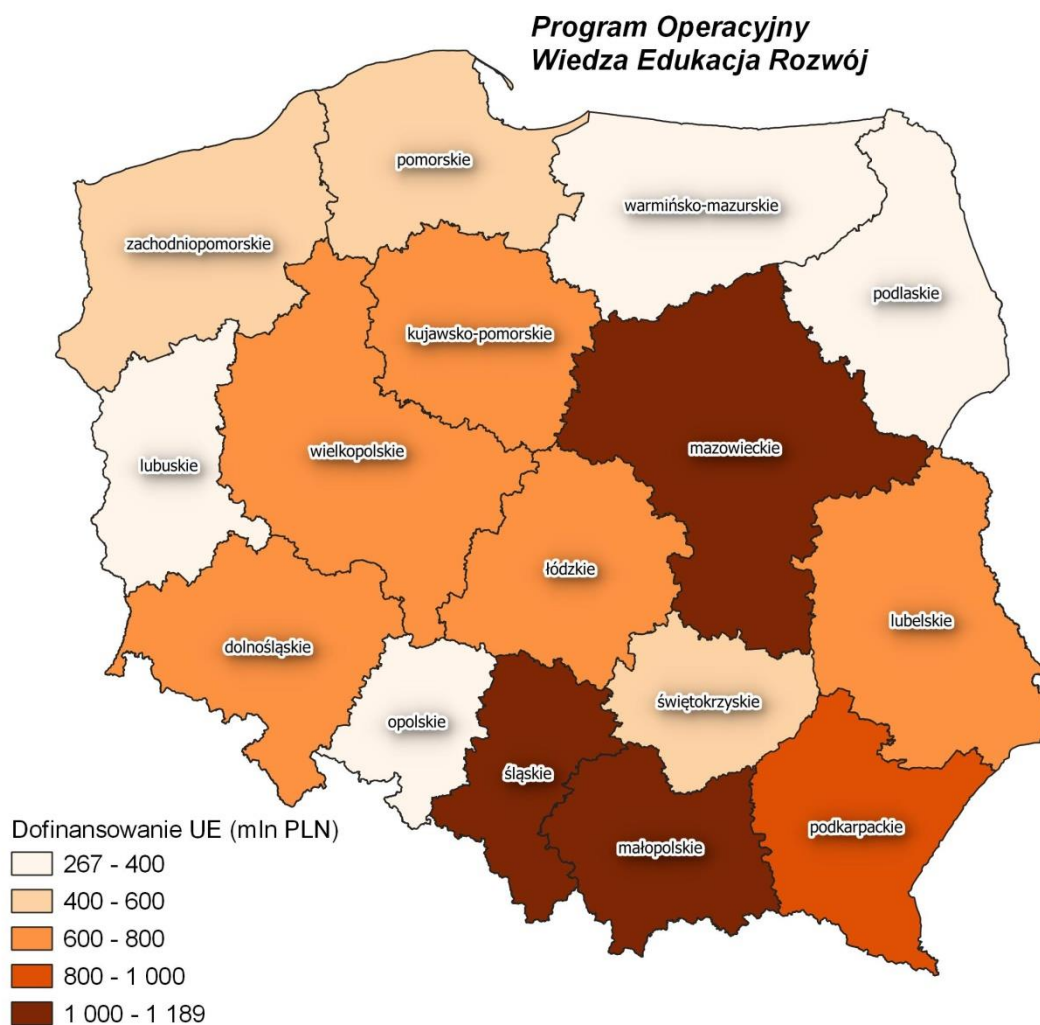 Program Operacyjny
Wiedza Edukacja Rozwój
pomorskie
warmińsko-mazurskie
zachodniopomorskie
podlaskie
kujawsko-pomorskie
mazowieckie
wielkopolskie
lubuskie
łódzkie
lubelskie
dolnośląskie
świętokrzyskie
opolskie
śląskie
podkarpackie
małopolskie
Dofinansowanie UE (mln PLN)
267 - 400
400 - 600
600 - 800
800 - 1 000
1 000 - 1 189